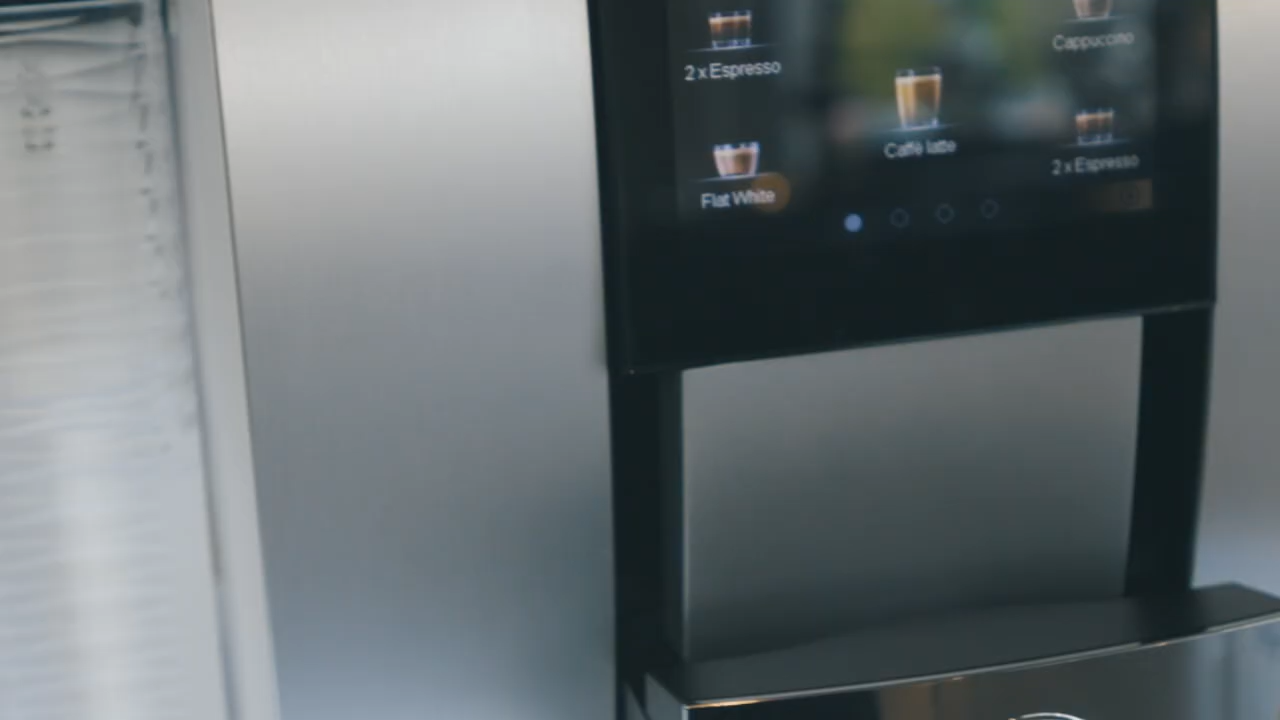 2 x Espresso
Flat White
Caffè latte
Cappuccino
2 x Espresso